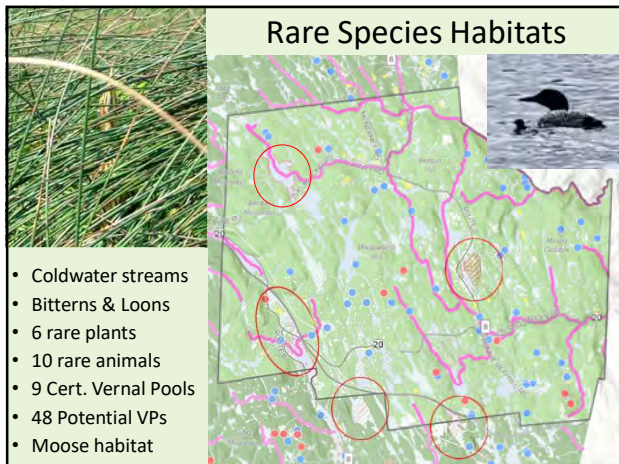 Rare Species Habitats
Coldwater streams
Bitterns & Loons
6 rare plants
10 rare animals
9 Cert. Vernal Pools
48 Potential VPs
Moose habitat
20
20